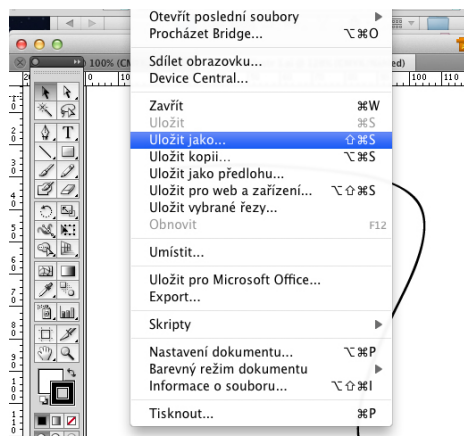 Otevřít poslední soubory
Procházet Bridge... ⌥⌘O
Sdílet obrazovku...
Device Central...
Zavřít ⌘W
Uložit ⌘S
Uložit jako... ⇧⌘S
Uložit kopii... ⌥⌘S
Uložit jako předlohu...
Uložit pro web a zařízení... ⌥⇧⌘S
Uložit vybrané řezy...
Obnovit F12
Umístit...
Uložit pro Microsoft Office...
Export...
Skripty
Nastavení dokumentu... ⌥⌘P
Barevný režim dokumentu
Informace o souboru... ⌥⇧⌘I
Tisknout... ⌘P
100% (CM
0 10
100 110
T